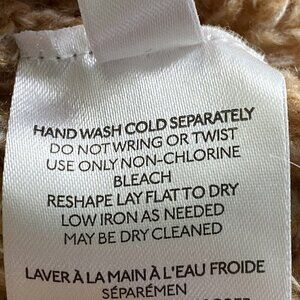 HAND WASH COLD SEPARATELY
DO NOT WRING OR TWIST
USE ONLY NON-CHLORINE
BLEACH
RESHAPE LAY FLAT TO DRY
LOW IRON AS NEEDED
MAY BE DRY CLEANED
LAVER À LA MAIN À L'EAU FROIDE
SÉPARÉMEN